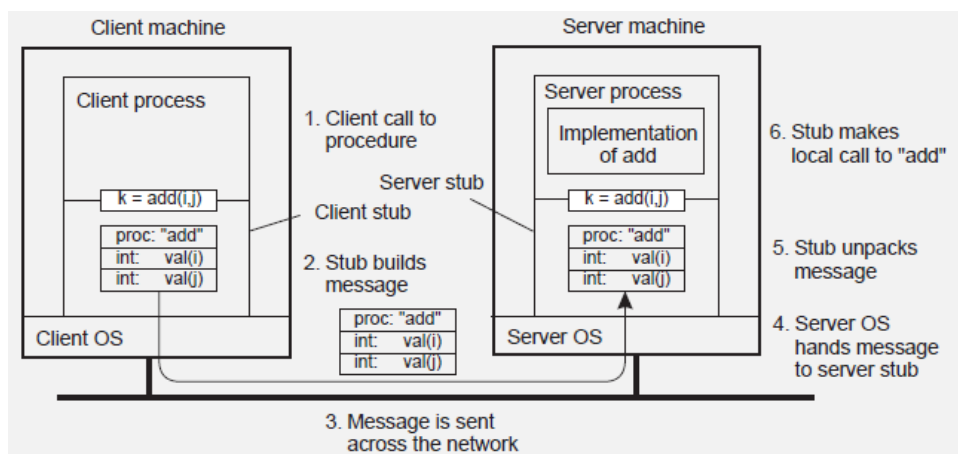 Client machine
Server machine
Client process
1. Client call to
procedure
Server process
Implementation
of add
6. Stub makes
local call to "add"
Server stub
k = add(i,j)
k = add(i,j)
Client stub
proc: "add"
int: val(i)
int: val(j)
2. Stub builds
message
proc: "add"
int: val(i)
int: val(j)
proc: "add"
int: val(i)
int: val(j)
5. Stub unpacks
message
Client OS
Server OS
4. Server OS
hands message
to server stub
3. Message is sent
across the network